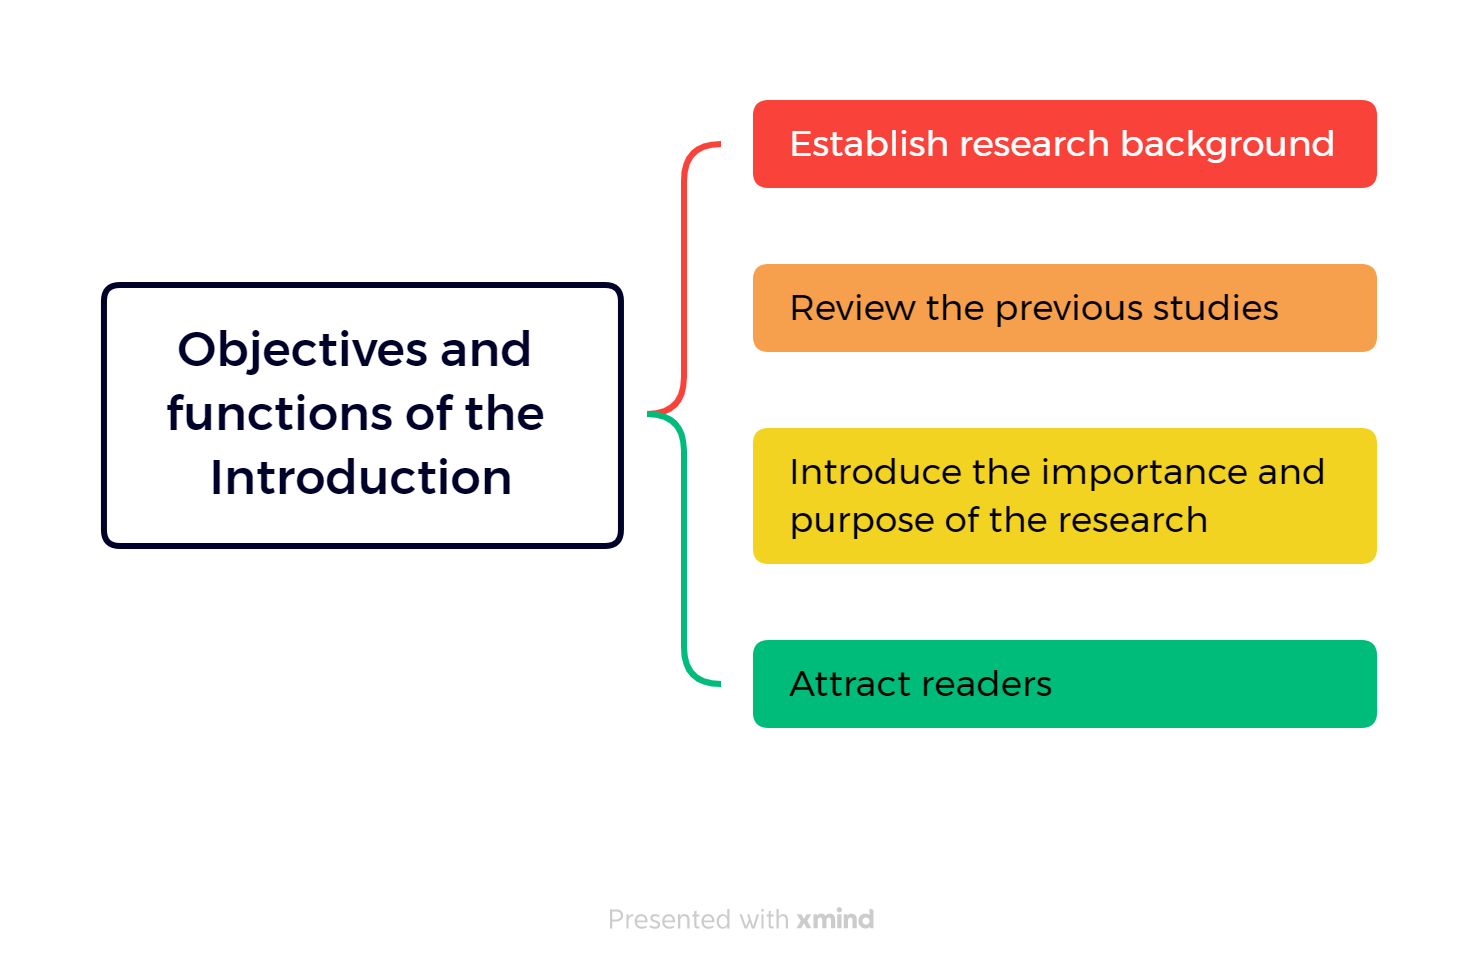 Objectives and
functions of the
Introduction
Establish research background
Review the previous studies
Introduce the importance and
purpose of the research
Attract readers
Presented with xmind